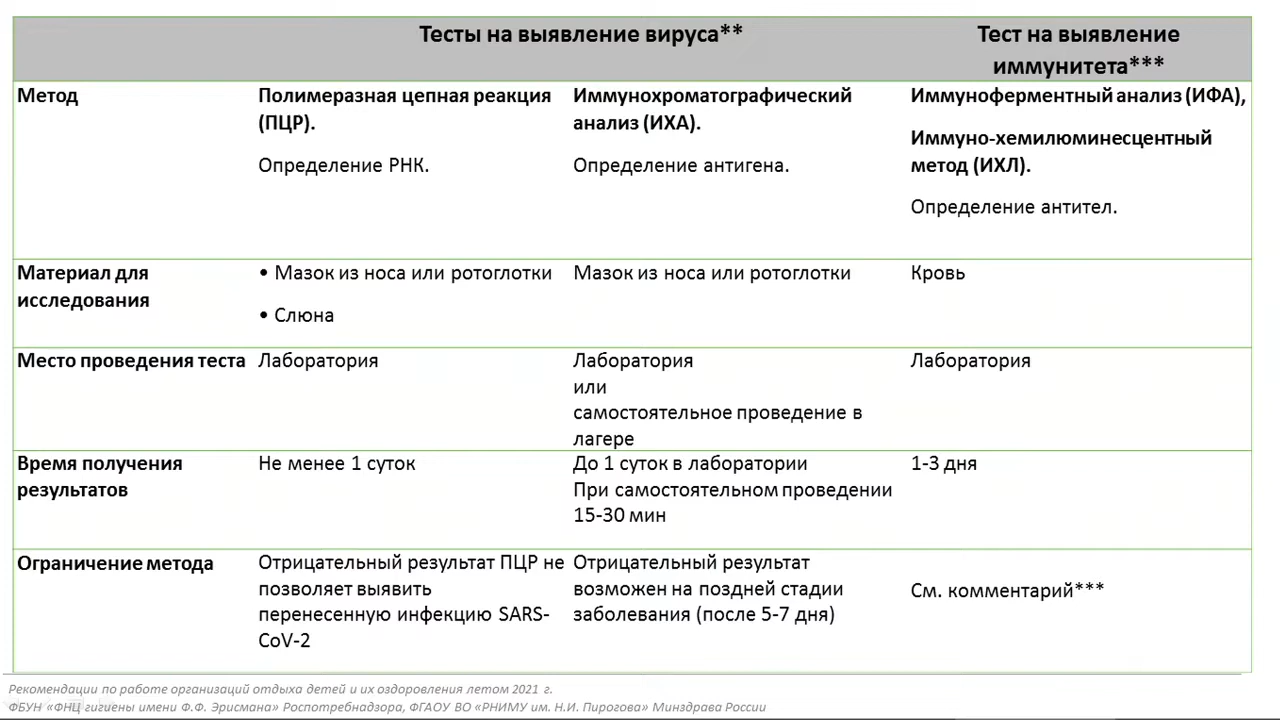 Тесты на выявление вируса**
Тест на выявление
иммунитета***
Метод
Полимеразная цепная реакция
(ПЦР).
Определение РНК.
Иммунохроматографический
анализ (ИХА).
Определение антигена.
Иммуноферментный анализ (ИФА),
Иммуно-хемилюминесцентный
метод (ИХЛ).
Определение антител.
Материал для
исследования
• Мазок из носа или ротоглотки
• Слюна
Мазок из носа или ротоглотки
Кровь
Место проведения теста
Лаборатория
Лаборатория
или
самостоятельное проведение в
лагере
Лаборатория
Время получения
результатов
Не менее 1 суток
До 1 суток в лаборатории
При самостоятельном проведении
15-30 мин
1-3 дня
Ограничение метода
Отрицательный результат ПЦР не
позволяет выявить
перенесенную инфекцию SARS-
CoV-2
Отрицательный результат
возможен на поздней стадии
заболевания (после 5-7 дня)
См. комментарий***
Рекомендации по работе организаций отдыха детей и их оздоровления летом 2021 г.
ФБУН «ФНЦ гигиены имени Ф.Ф. Эрисмана» Роспотребнадзора, ФГАОУ ВО «РНИМУ им. Н.И. Пирогова» Минздрава России